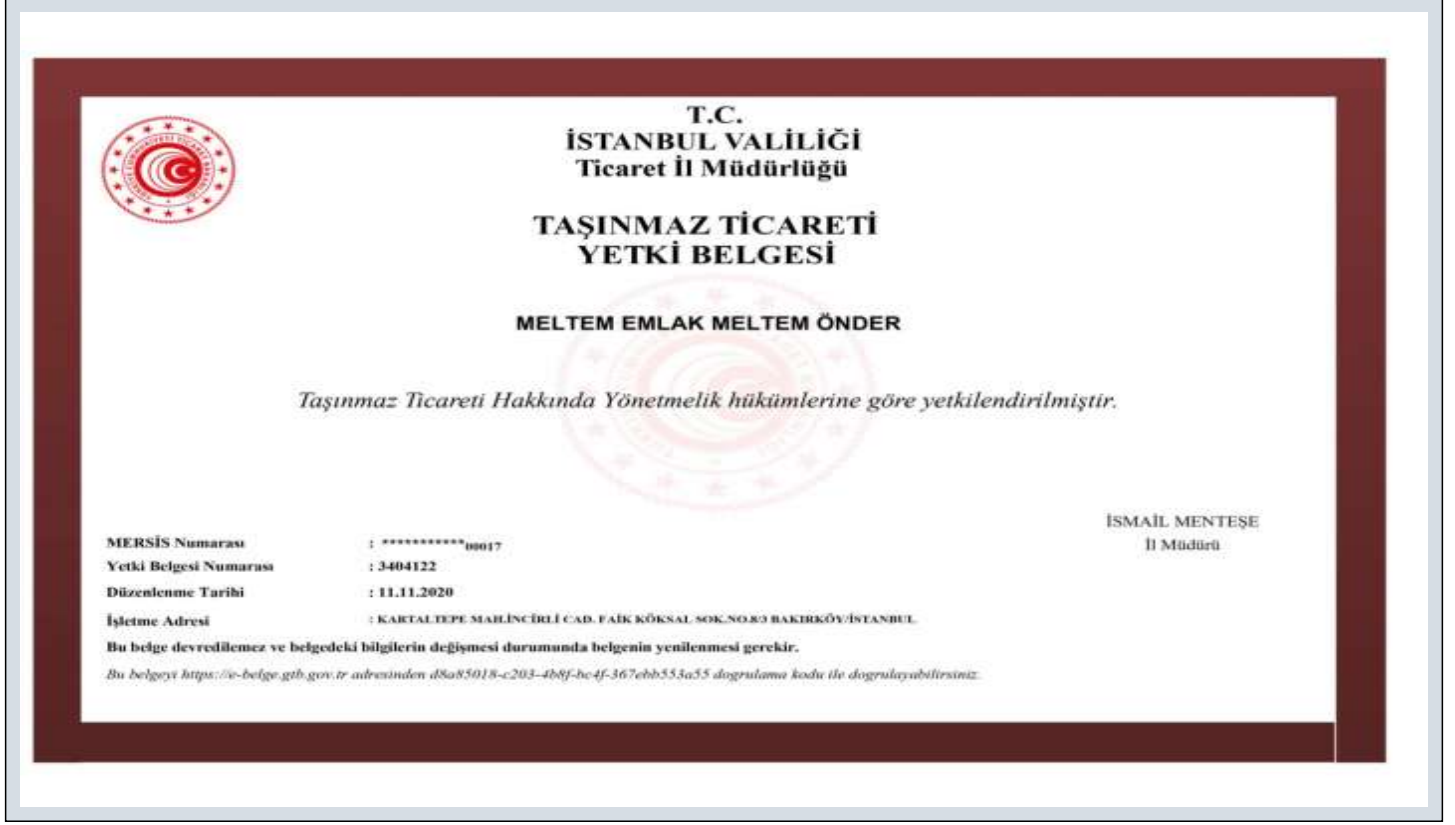 T.C.
İSTANBUL VALİLİĞİ
Ticaret İl Müdürlüğü
TAŞINMAZ TİCARETİ
YETKİ BELGESİ
MELTEM EMLAK MELTEM ÖNDER
Taşınmaz Ticareti Hakkında Yönetmelik hükümlerine göre yetkilendirilmiştir.
İSMAİL MENTEŞE
İl Müdürü
MERSİS Numarası : ***********00017
Yetki Belgesi Numarası : 3404122
Düzenlenme Tarihi : 11.11.2020
İşletme Adresi : KARTALTEPE MAH.İNCİRLİ CAD. FAİK KÖKSAL SOK.NO.8/3 BAKIRKÖY/İSTANBUL
Bu belge devredilemez ve belgedeki bilgilerin değişmesi durumunda belgenin yenilenmesi gerekir.
Bu belgeyi https://e-belge.gtb.gov.tr adresinden d8a85018-c203-4b8f-bc4f-367ebb553a55 dogrulama kodu ile dogrulayabilirsiniz.